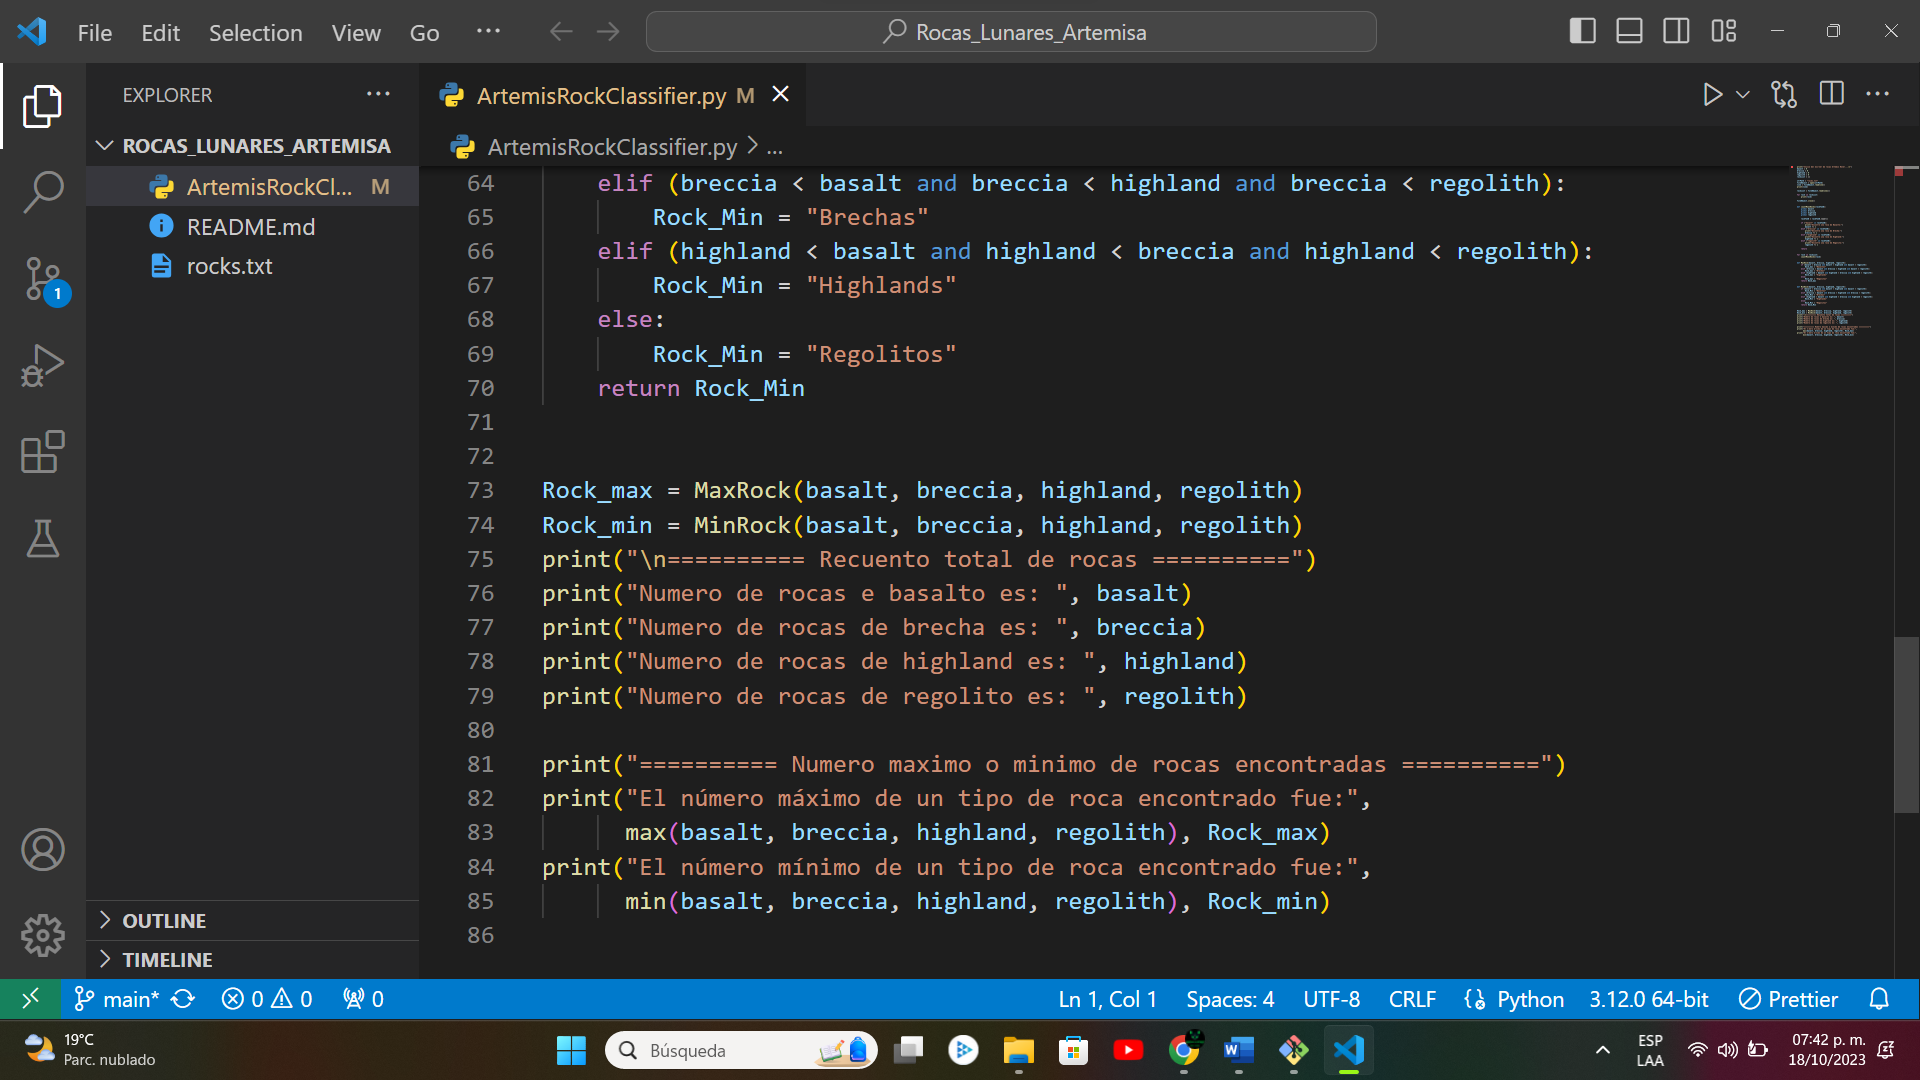 File Edit Selection View Go ···
Rocas_Lunares_Artemisa
EXPLORER
ROCAS_LUNARES_ARTEMISA
ArtemisRockCl... M
README.md
rocks.txt
OUTLINE
TIMELINE
1
ArtemisRockClassifier.py M
ArtemisRockClassifier.py > ...
64 elif (breccia < basalt and breccia < highland and breccia < regolith):
65 Rock_Min = "Brechas"
66 elif (highland < basalt and highland < breccia and highland < regolith):
67 Rock_Min = "Highlands"
68 else:
69 Rock_Min = "Regolitos"
70 return Rock_Min
71
72
73 Rock_max = MaxRock(basalt, breccia, highland, regolith)
74 Rock_min = MinRock(basalt, breccia, highland, regolith)
75 print("\n========== Recuento total de rocas ==========")
76 print("Numero de rocas e basalto es: ", basalt)
77 print("Numero de rocas de brecha es: ", breccia)
78 print("Numero de rocas de highland es: ", highland)
79 print("Numero de rocas de regolito es: ", regolith)
80
81 print("========== Numero maximo o minimo de rocas encontradas ==========")
82 print("El número máximo de un tipo de roca encontrado fue:",
83 max(basalt, breccia, highland, regolith), Rock_max)
84 print("El número mínimo de un tipo de roca encontrado fue:",
85 min(basalt, breccia, highland, regolith), Rock_min)
86
main* 0 0 0 Ln 1, Col 1 Spaces: 4 UTF-8 CRLF Python 3.12.0 64-bit Prettier
19°C
Parc. nublado
Búsqueda
ESP
LAA
07:42 p. m.
18/10/2023